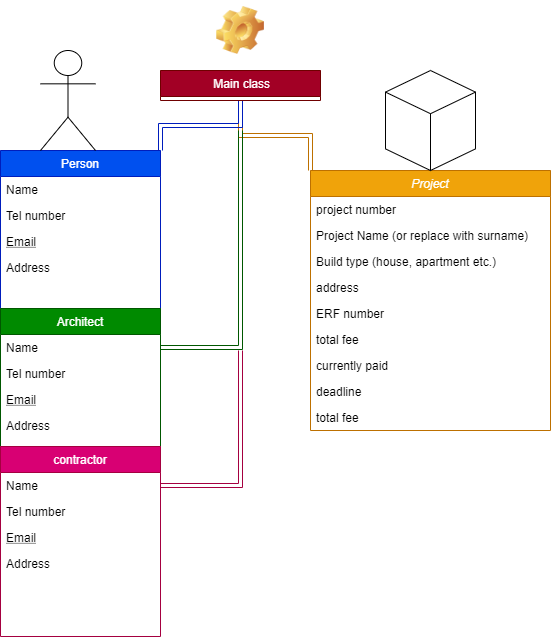 Main class
Person
Name
Tel number
Email
Address
Architect
Name
Tel number
Email
Address
contractor
Name
Tel number
Email
Address
Project
project number
Project Name (or replace with surname)
Build type (house, apartment etc.)
address
ERF number
total fee
currently paid
deadline
total fee